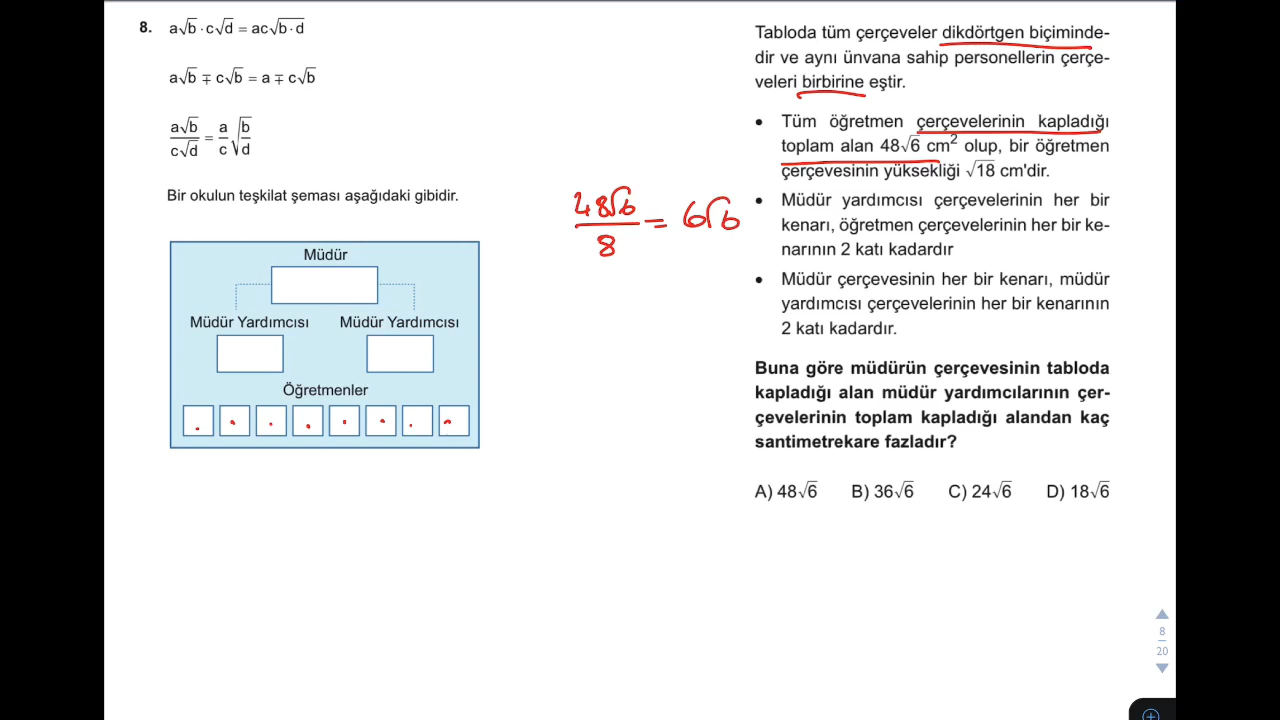 8. a√b · c√d = ac√b·d
a√b ∓ c√b = a ∓ c√b
a√b / c√d = a/c √b/d
Bir okulun teşkilat şeması aşağıdaki gibidir.
Müdür
Müdür Yardımcısı Müdür Yardımcısı
Öğretmenler
48√6 / 8 = 6√6
Tabloda tüm çerçeveler dikdörtgen biçiminde-
dir ve aynı ünvana sahip personellerin çerçe-
veleri birbirine eştir.
• Tüm öğretmen çerçevelerinin kapladığı
toplam alan 48√6 cm² olup, bir öğretmen
çerçevesinin yüksekliği √18 cm'dir.
• Müdür yardımcısı çerçevelerinin her bir
kenarı, öğretmen çerçevelerinin her bir ke-
narının 2 katı kadardır
• Müdür çerçevesinin her bir kenarı, müdür
yardımcısı çerçevelerinin her bir kenarının
2 katı kadardır.
Buna göre müdürün çerçevesinin tabloda
kapladığı alan müdür yardımcılarının çer-
çevelerinin toplam kapladığı alandan kaç
santimetrekare fazladır?
A) 48√6 B) 36√6 C) 24√6 D) 18√6
8
20